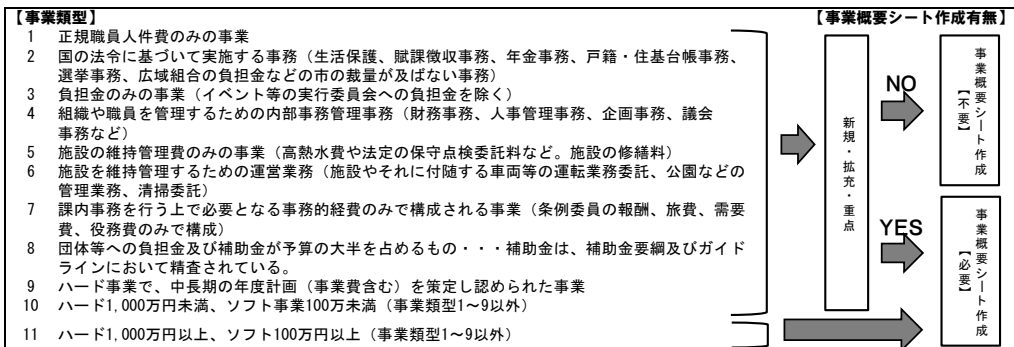 【事業類型】
【事業概要シート作成有無】
1 正規職員人件費のみの事業
2 国の法令に基づいて実施する事務（生活保護、賦課徴収事務、年金事務、戸籍・住基台帳事務、
選挙事務、広域組合の負担金などの市の裁量が及ばない事務）
3 負担金のみの事業（イベント等の実行委員会への負担金を除く）
4 組織や職員を管理するための内部事務管理事務（財務事務、人事管理事務、企画事務、議会
事務など）
5 施設の維持管理費のみの事業（高熱水費や法定の保守点検委託料など。施設の修繕料）
6 施設を維持管理するための運営業務（施設やそれに付随する車両等の運転業務委託、公園などの
管理業務、清掃委託）
7 課内事務を行う上で必要となる事務的経費のみで構成される事業（条例委員の報酬、旅費、需要
費、役務費のみで構成）
8 団体等への負担金及び補助金が予算の大半を占めるもの・・・補助金は、補助金要綱及びガイド
ラインにおいて精査されている。
9 ハード事業で、中長期の年度計画（事業費含む）を策定し認められた事業
10 ハード1,000万円未満、ソフト事業100万未満（事業類型1～9以外）
11 ハード1,000万円以上、ソフト100万円以上（事業類型1～9以外）
新規・拡充・重点
NO
事業概要シート作成
【不要】
YES
事業概要シート作成
【必要】